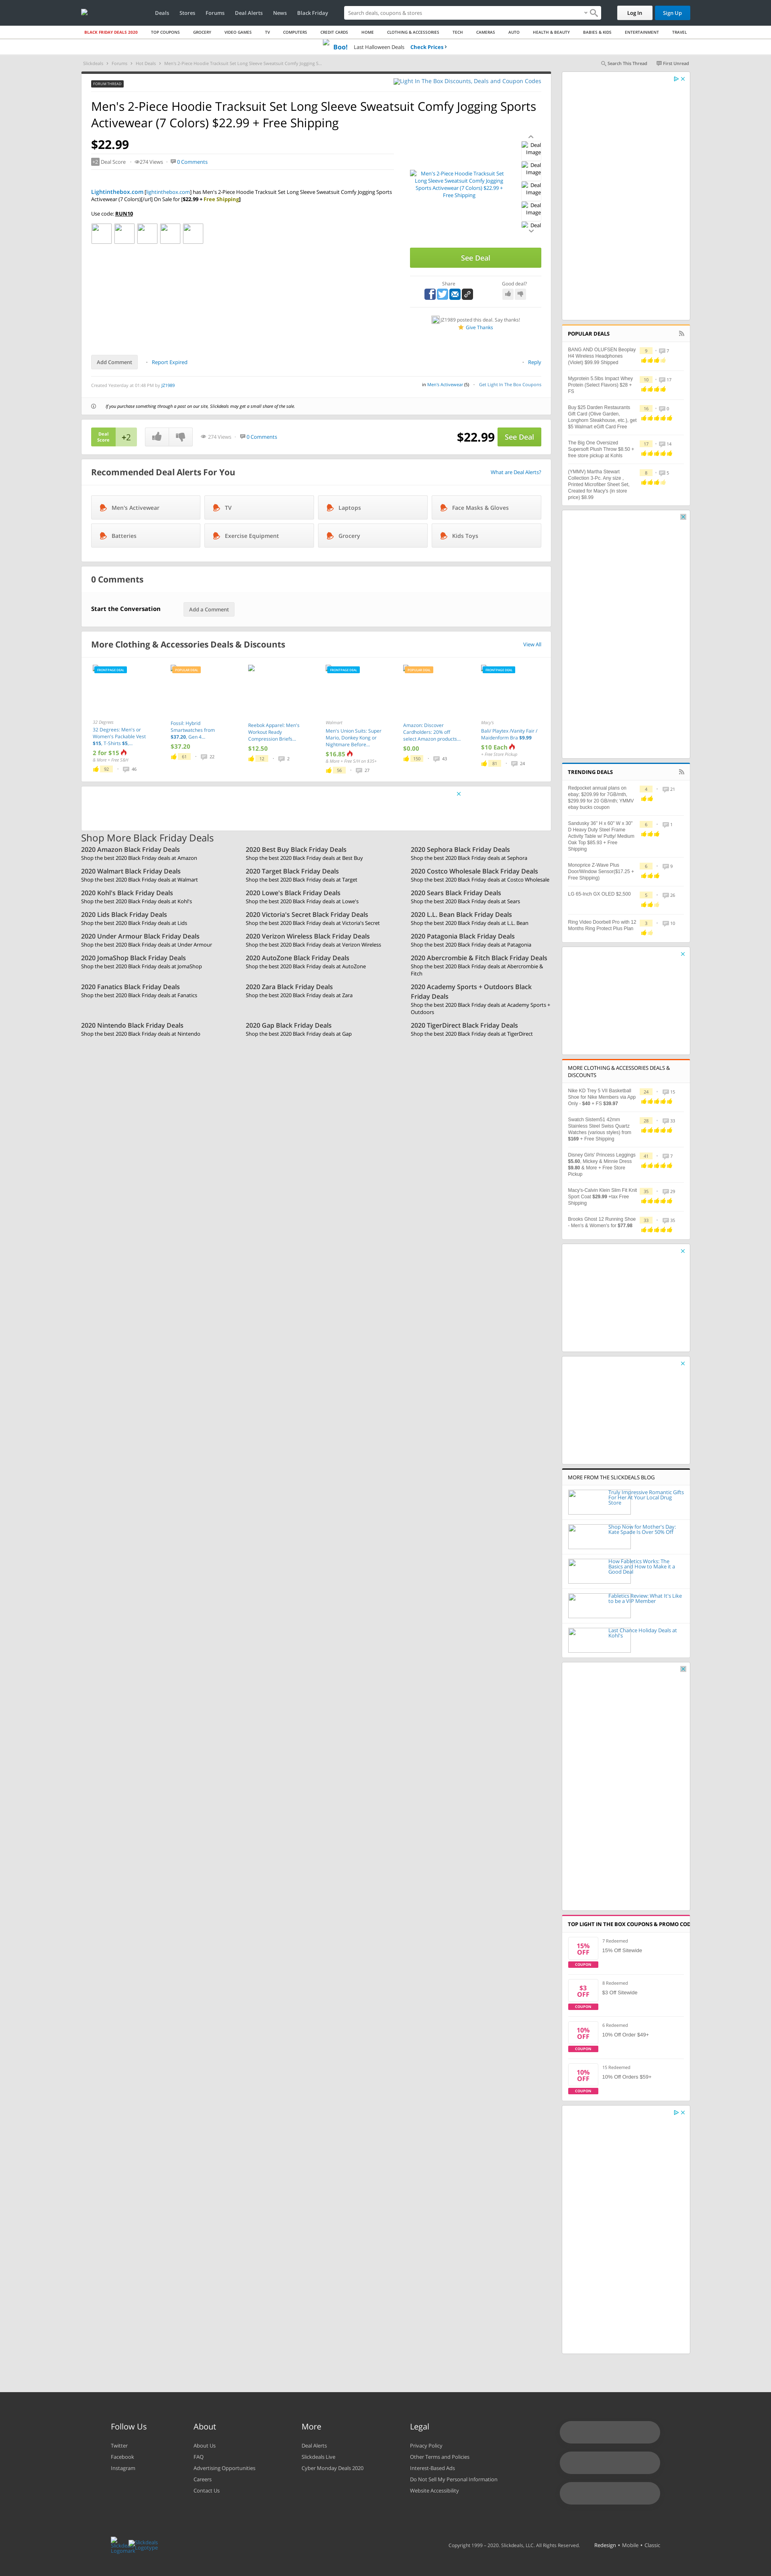 Deals Stores Forums Deal Alerts News Black Friday
Search deals, coupons & stores
Log In Sign Up
BLACK FRIDAY DEALS 2020 TOP COUPONS GROCERY VIDEO GAMES TV COMPUTERS CREDIT CARDS HOME CLOTHING & ACCESSORIES TECH CAMERAS AUTO HEALTH & BEAUTY BABIES & KIDS ENTERTAINMENT TRAVEL
Boo! Last Halloween Deals Check Prices
Slickdeals > Forums > Hot Deals > Men's 2-Piece Hoodie Tracksuit Set Long Sleeve Sweatsuit Comfy Jogging S...
Search This Thread First Unread
FORUM THREAD
Light In The Box Discounts, Deals and Coupon Codes
Men's 2-Piece Hoodie Tracksuit Set Long Sleeve Sweatsuit Comfy Jogging Sports
Activewear (7 Colors) $22.99 + Free Shipping
$22.99
+2 Deal Score 274 Views 0 Comments
Lightinthebox.com [lightinthebox.com] has Men's 2-Piece Hoodie Tracksuit Set Long Sleeve Sweatsuit Comfy Jogging Sports
Activewear (7 Colors)[/url] On Sale for [$22.99 + Free Shipping]
Use code: RUN10
Men's 2-Piece Hoodie Tracksuit Set
Long Sleeve Sweatsuit Comfy Jogging
Sports Activewear (7 Colors) $22.99 +
Free Shipping
Deal
Image
Deal
Image
Deal
Image
Deal
Image
Deal
See Deal
Share Good deal?
JZ1989 posted this deal. Say thanks!
Give Thanks
Add Comment Report Expired Reply
Created Yesterday at 01:48 PM by JZ1989
in Men's Activewear (5) Get Light In The Box Coupons
If you purchase something through a post on our site, Slickdeals may get a small share of the sale.
Deal
Score
+2
274 Views 0 Comments
$22.99 See Deal
Recommended Deal Alerts For You
What are Deal Alerts?
Men's Activewear TV Laptops Face Masks & Gloves
Batteries Exercise Equipment Grocery Kids Toys
0 Comments
Start the Conversation Add a Comment
More Clothing & Accessories Deals & Discounts
View All
FRONTPAGE DEAL
32 Degrees
32 Degrees: Men's or
Women's Packable Vest
$15, T-Shirts $5,...
2 for $15
& More + Free S&H
92 46
POPULAR DEAL
Fossil: Hybrid
Smartwatches from
$37.20, Gen 4...
$37.20
61 22
Reebok Apparel: Men's
Workout Ready
Compression Briefs...
$12.50
12 2
FRONTPAGE DEAL
Walmart
Men's Union Suits: Super
Mario, Donkey Kong or
Nightmare Before...
$16.85
& More + Free S/H on $35+
56 27
POPULAR DEAL
Amazon: Discover
Cardholders: 20% off
select Amazon products...
$0.00
150 43
FRONTPAGE DEAL
Macy's
Bali/ Playtex /Vanity Fair /
Maidenform Bra $9.99
$10 Each
+ Free Store Pickup
81 24
Shop More Black Friday Deals
2020 Amazon Black Friday Deals
Shop the best 2020 Black Friday deals at Amazon
2020 Best Buy Black Friday Deals
Shop the best 2020 Black Friday deals at Best Buy
2020 Sephora Black Friday Deals
Shop the best 2020 Black Friday deals at Sephora
2020 Walmart Black Friday Deals
Shop the best 2020 Black Friday deals at Walmart
2020 Target Black Friday Deals
Shop the best 2020 Black Friday deals at Target
2020 Costco Wholesale Black Friday Deals
Shop the best 2020 Black Friday deals at Costco Wholesale
2020 Kohl's Black Friday Deals
Shop the best 2020 Black Friday deals at Kohl's
2020 Lowe's Black Friday Deals
Shop the best 2020 Black Friday deals at Lowe's
2020 Sears Black Friday Deals
Shop the best 2020 Black Friday deals at Sears
2020 Lids Black Friday Deals
Shop the best 2020 Black Friday deals at Lids
2020 Victoria's Secret Black Friday Deals
Shop the best 2020 Black Friday deals at Victoria's Secret
2020 L.L. Bean Black Friday Deals
Shop the best 2020 Black Friday deals at L.L. Bean
2020 Under Armour Black Friday Deals
Shop the best 2020 Black Friday deals at Under Armour
2020 Verizon Wireless Black Friday Deals
Shop the best 2020 Black Friday deals at Verizon Wireless
2020 Patagonia Black Friday Deals
Shop the best 2020 Black Friday deals at Patagonia
2020 JomaShop Black Friday Deals
Shop the best 2020 Black Friday deals at JomaShop
2020 AutoZone Black Friday Deals
Shop the best 2020 Black Friday deals at AutoZone
2020 Abercrombie & Fitch Black Friday Deals
Shop the best 2020 Black Friday deals at Abercrombie &
Fitch
2020 Fanatics Black Friday Deals
Shop the best 2020 Black Friday deals at Fanatics
2020 Zara Black Friday Deals
Shop the best 2020 Black Friday deals at Zara
2020 Academy Sports + Outdoors Black
Friday Deals
Shop the best 2020 Black Friday deals at Academy Sports +
Outdoors
2020 Nintendo Black Friday Deals
Shop the best 2020 Black Friday deals at Nintendo
2020 Gap Black Friday Deals
Shop the best 2020 Black Friday deals at Gap
2020 TigerDirect Black Friday Deals
Shop the best 2020 Black Friday deals at TigerDirect
POPULAR DEALS
BANG AND OLUFSEN Beoplay
H4 Wireless Headphones
(Violet) $99.99 Shipped
9 7
Myprotein 5.5lbs Impact Whey
Protein (Select Flavors) $28 +
FS
10 17
Buy $25 Darden Restaurants
Gift Card (Olive Garden,
Longhorn Steakhouse, etc.), get
$5 Walmart eGift Card Free
16 0
The Big One Oversized
Supersoft Plush Throw $8.50 +
free store pickup at Kohls
17 14
(YMMV) Martha Stewart
Collection 3-Pc. Any size ,
Printed Microfiber Sheet Set,
Created for Macy's (in store
price) $9.99
8 5
TRENDING DEALS
Redpocket annual plans on
ebay: $209.99 for 7GB/mth,
$299.99 for 20 GB/mth: YMMV
ebay bucks coupon
4 21
Sandusky 36" H x 60" W x 30"
D Heavy Duty Steel Frame
Activity Table w/ Putty/ Medium
Oak Top $65.93 + Free
Shipping
6 1
Monoprice Z-Wave Plus
Door/Window Sensor($17.25 +
Free Shipping)
6 9
LG 65-Inch GX OLED $2,500
5 26
Ring Video Doorbell Pro with 12
Months Ring Protect Plus Plan
3 10
MORE CLOTHING & ACCESSORIES DEALS &
DISCOUNTS
Nike KD Trey 5 VII Basketball
Shoe for Nike Members via App
Only - $40 + FS $39.97
24 15
Swatch Sistem51 42mm
Stainless Steel Swiss Quartz
Watches (various styles) from
$169 + Free Shipping
28 33
Disney Girls' Princess Leggings
$5.80, Mickey & Minnie Dress
$9.80 & More + Free Store
Pickup
41 7
Macy's-Calvin Klein Slim Fit Knit
Sport Coat $29.99 +tax Free
Shipping
35 29
Brooks Ghost 12 Running Shoe
- Men's & Women's for $77.98
33 35
MORE FROM THE SLICKDEALS BLOG
Truly Impressive Romantic Gifts
For Her At Your Local Drug
Store
Shop Now for Mother's Day:
Kate Spade Is Over 50% Off
How Fabletics Works: The
Basics and How to Make it a
Good Deal
Fabletics Review: What It's Like
to be a VIP Member
Last Chance Holiday Deals at
Kohl's
TOP LIGHT IN THE BOX COUPONS & PROMO COD
15%
OFF
COUPON
7 Redeemed
15% Off Sitewide
$3
OFF
COUPON
8 Redeemed
$3 Off Sitewide
10%
OFF
COUPON
6 Redeemed
10% Off Order $49+
10%
OFF
COUPON
15 Redeemed
10% Off Orders $59+
Follow Us
Twitter
Facebook
Instagram
About
About Us
FAQ
Advertising Opportunities
Careers
Contact Us
More
Deal Alerts
Slickdeals Live
Cyber Monday Deals 2020
Legal
Privacy Policy
Other Terms and Policies
Interest-Based Ads
Do Not Sell My Personal Information
Website Accessibility
Copyright 1999 - 2020. Slickdeals, LLC. All Rights Reserved. Redesign • Mobile • Classic